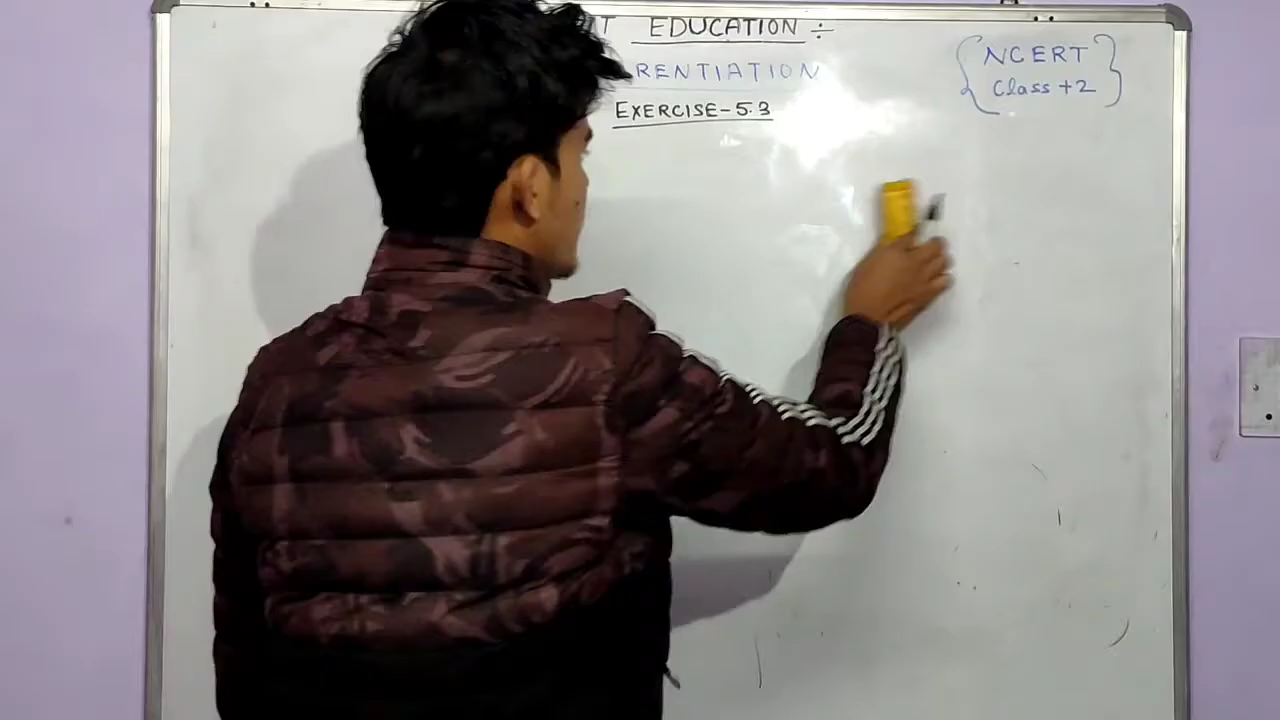 T EDUCATION :-
RENTIATION
EXERCISE-5.3
NCERT
Class +2